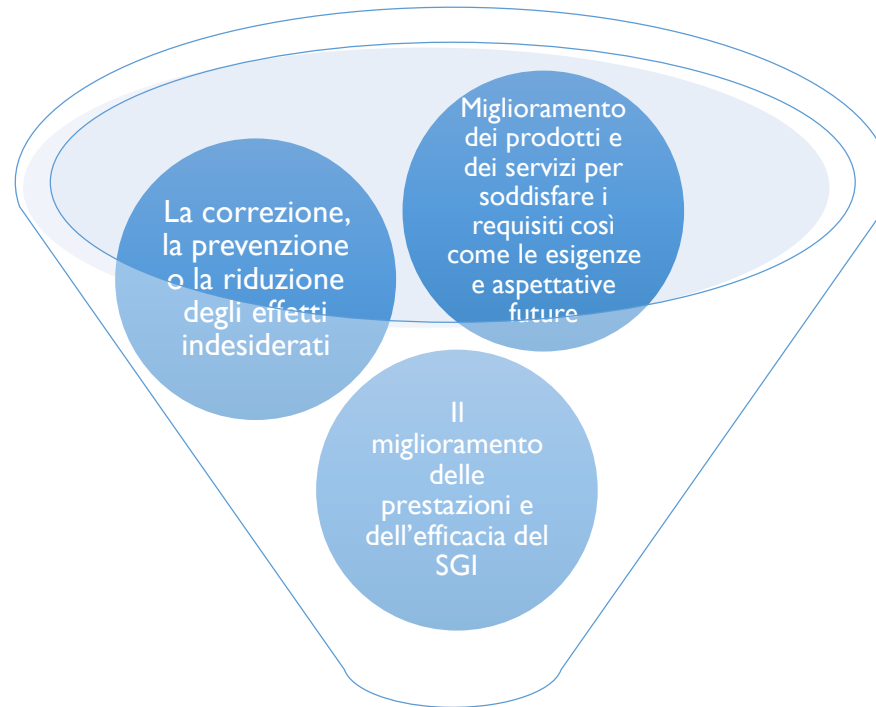 La correzione,
la prevenzione
o la riduzione
degli effetti
indesiderati
Miglioramento
dei prodotti e
dei servizi per
soddisfare i
requisiti così
come le esigenze
e aspettative
future
Il
miglioramento
delle
prestazioni e
dell’efficacia del
SGI